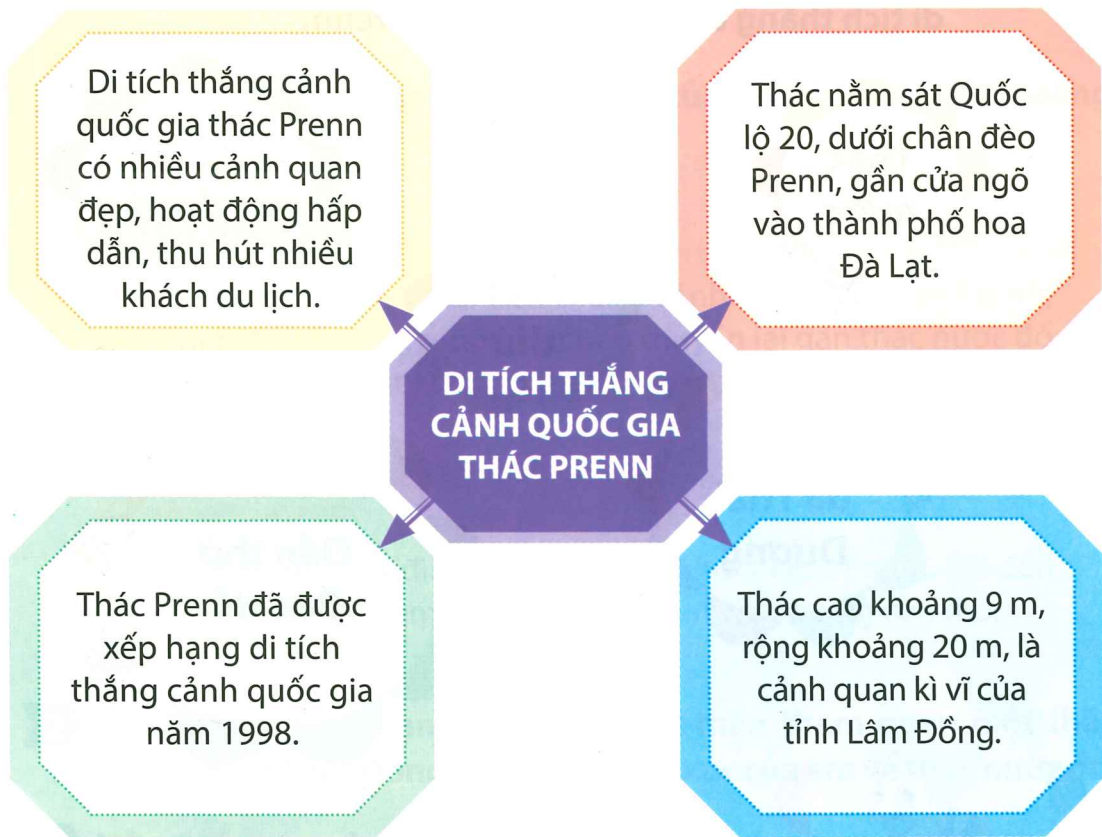 Di tích thắng cảnh
quốc gia thác Prenn
có nhiều cảnh quan
đẹp, hoạt động hấp
dẫn, thu hút nhiều
khách du lịch.
Thác nằm sát Quốc
lộ 20, dưới chân đèo
Prenn, gần cửa ngõ
vào thành phố hoa
Đà Lạt.
DI TÍCH THẮNG
CẢNH QUỐC GIA
THÁC PRENN
Thác Prenn đã được
xếp hạng di tích
thắng cảnh quốc gia
năm 1998.
Thác cao khoảng 9 m,
rộng khoảng 20 m, là
cảnh quan kì vĩ của
tỉnh Lâm Đồng.